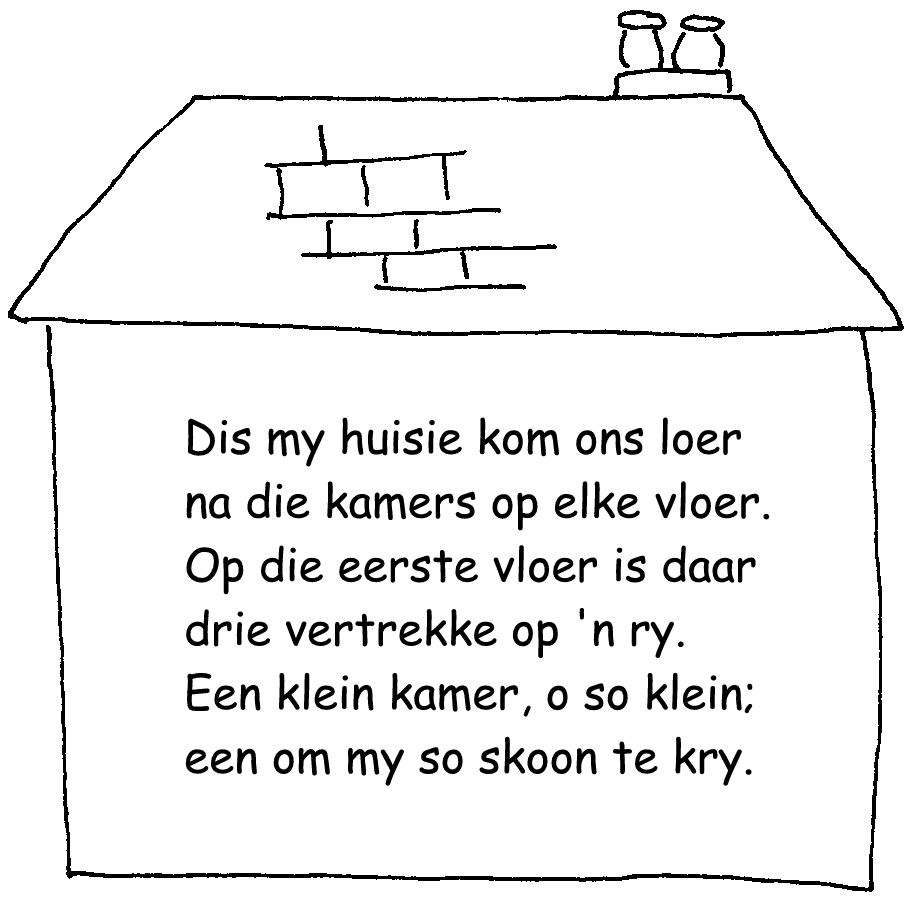 Dis my huisie kom ons loer
na die kamers op elke vloer.
Op die eerste vloer is daar
drie vertrekke op 'n ry.
Een klein kamer, o so klein;
een om my so skoon te kry.